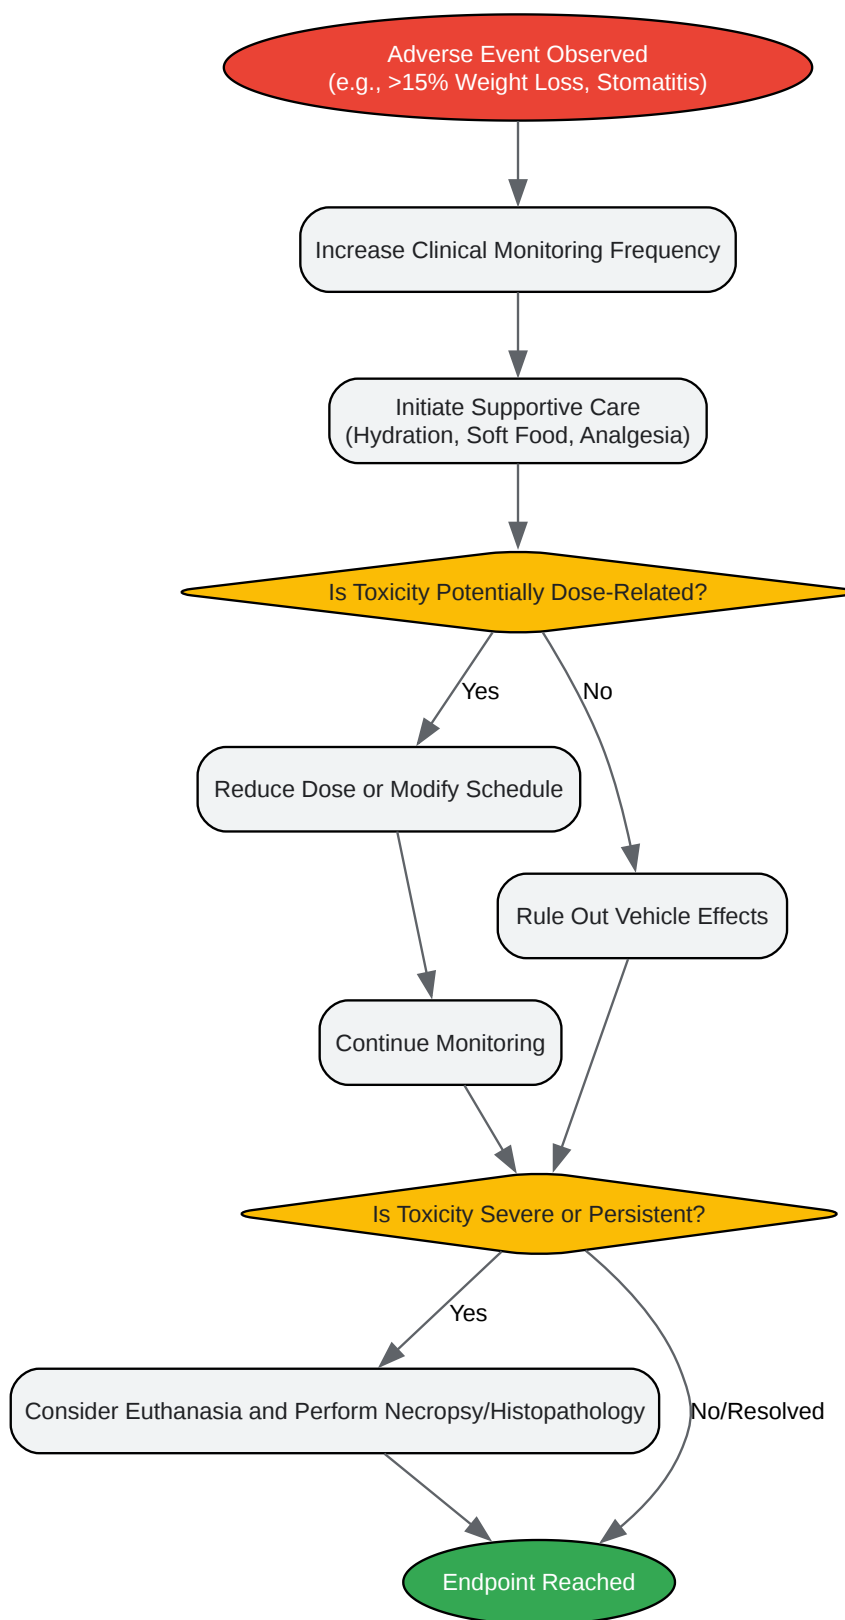 Adverse Event Observed
(e.g., >15% Weight Loss, Stomatitis)
Increase Clinical Monitoring Frequency
Initiate Supportive Care
(Hydration, Soft Food, Analgesia)
Is Toxicity Potentially Dose-Related?
Yes
No
Reduce Dose or Modify Schedule
Rule Out Vehicle Effects
Continue Monitoring
Is Toxicity Severe or Persistent?
Yes
Consider Euthanasia and Perform Necropsy/Histopathology
No/Resolved
Endpoint Reached